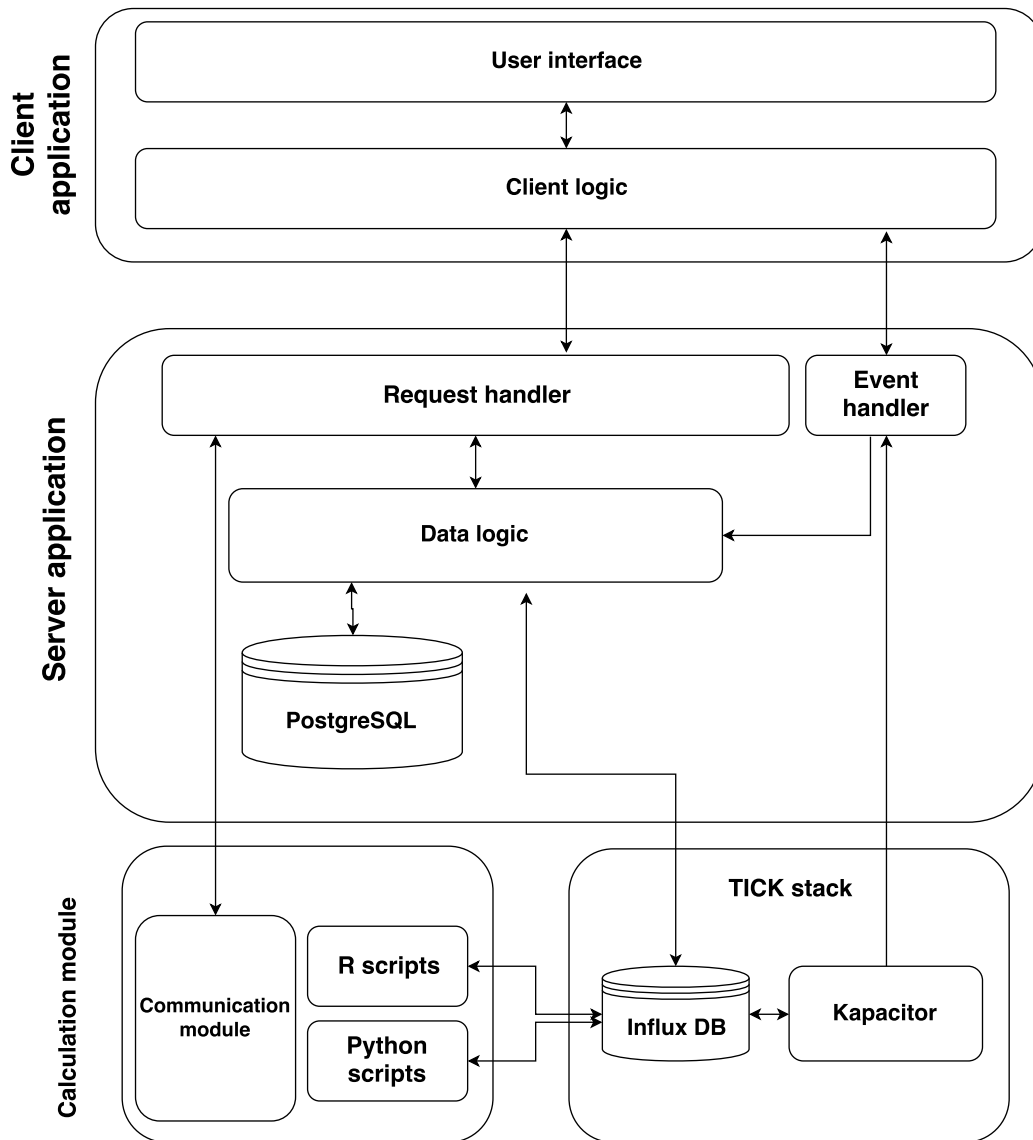 Client
application
User interface
Client logic
Server application
Request handler
Event
handler
Data logic
PostgreSQL
Calculation module
Communication
module
R scripts
Python
scripts
TICK stack
Influx DB
Kapacitor